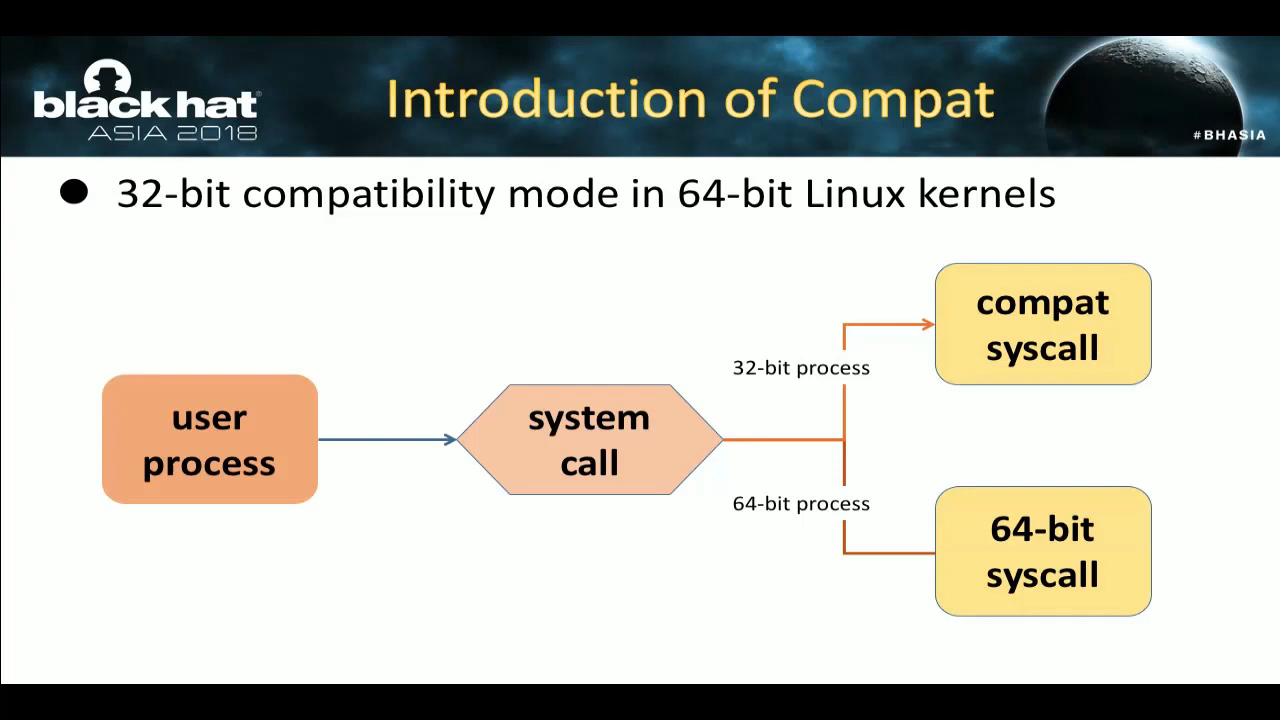 black hat
ASIA 2018
Introduction of Compat
#BHASIA
● 32-bit compatibility mode in 64-bit Linux kernels
compat
syscall
32-bit process
user
process
system
call
64-bit process
64-bit
syscall